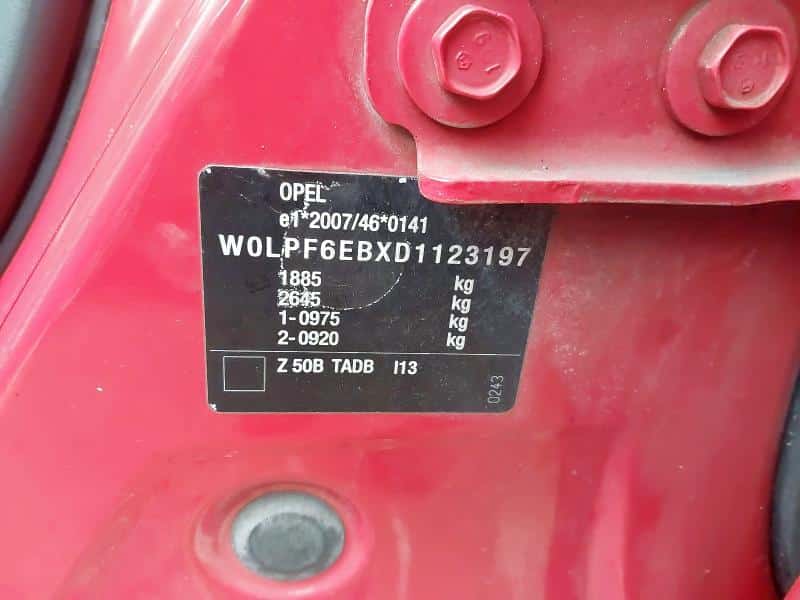 OPEL
e1*2007/46*0141
W0LPF6EBXD1123197
1885 kg
2645 kg
1-0975 kg
2-0920 kg
Z 50B TADB I13
0243